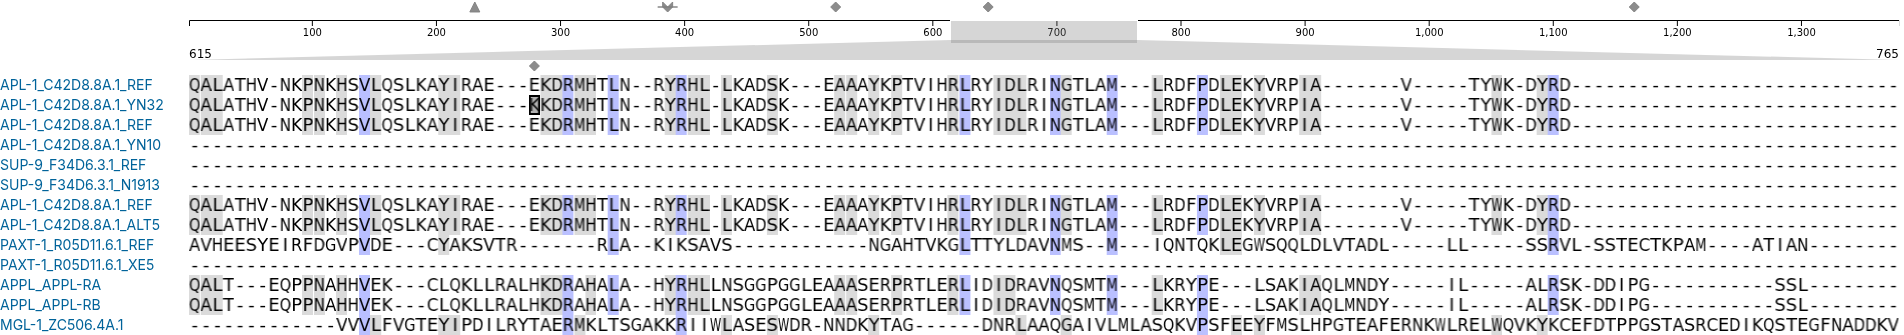 100 200 300 400 500 600 700 800 900 1,000 1,100 1,200 1,300
615 765
APL-1_C42D8.8A.1_REF QALATHV-NKPNKHSVLQSLKAYIRAE---EKDRMHTLN--RYRHL-LKADSK---EAAAYKPTVIHRLRYIDLRINGTLAM---LRDFPDLEKYVRPIA-------V-----TYWK-DYRD-----------------------------
APL-1_C42D8.8A.1_YN32 QALATHV-NKPNKHSVLQSLKAYIRAE---KKDRMHTLN--RYRHL-LKADSK---EAAAYKPTVIHRLRYIDLRINGTLAM---LRDFPDLEKYVRPIA-------V-----TYWK-DYRD-----------------------------
APL-1_C42D8.8A.1_REF QALATHV-NKPNKHSVLQSLKAYIRAE---EKDRMHTLN--RYRHL-LKADSK---EAAAYKPTVIHRLRYIDLRINGTLAM---LRDFPDLEKYVRPIA-------V-----TYWK-DYRD-----------------------------
APL-1_C42D8.8A.1_YN10 -------------------------------------------------------------------------------------------------------------------------------------------------------
SUP-9_F34D6.3.1_REF -------------------------------------------------------------------------------------------------------------------------------------------------------
SUP-9_F34D6.3.1_N1913 -------------------------------------------------------------------------------------------------------------------------------------------------------
APL-1_C42D8.8A.1_REF QALATHV-NKPNKHSVLQSLKAYIRAE---EKDRMHTLN--RYRHL-LKADSK---EAAAYKPTVIHRLRYIDLRINGTLAM---LRDFPDLEKYVRPIA-------V-----TYWK-DYRD-----------------------------
APL-1_C42D8.8A.1_ALT5 QALATHV-NKPNKHSVLQSLKAYIRAE---EKDRMHTLN--RYRHL-LKADSK---EAAAYKPTVIHRLRYIDLRINGTLAM---LRDFPDLEKYVRPIA-------V-----TYWK-DYRD-----------------------------
PAXT-1_R05D11.6.1_REF AVHEESYEIRFDGVPVDE---CYAKSVTR-------RLA--KIKSAVS------------NGAHTVKGLTTYLDAVNMS--M---IQNTQKLEGWSQQLDLVTADL-----LL-----SSRVL-SSTECTKPAM----ATIAN--------
PAXT-1_R05D11.6.1_XE5 -------------------------------------------------------------------------------------------------------------------------------------------------------
APPL_APPL-RA QALT---EQPPNAHHVEK---CLQKLLRALHKDRAHALA--HYRHLLNSGGPGGLEAAASERPRTLERLIDIDRAVNQSMTM---LKRYPE---LSAKIAQLMNDY-----IL-----ALRSK-DDIPG----------SSL--------
APPL_APPL-RB QALT---EQPPNAHHVEK---CLQKLLRALHKDRAHALA--HYRHLLNSGGPGGLEAAASERPRTLERLIDIDRAVNQSMTM---LKRYPE---LSAKIAQLMNDY-----IL-----ALRSK-DDIPG----------SSL--------
MGL-1_ZC506.4A.1 ------------VVVLFVGTEYIPDILRYTAERMKLTSGAKKRIIWLASESWDR-NNDKYTAG------DNRLAAQGAIVLMLASQKVPSFEEYFMSLHPGTEAFERNKWLRELWQVKYKCEFDTPPGSTASRCEDIKQSTEGFNADDKV